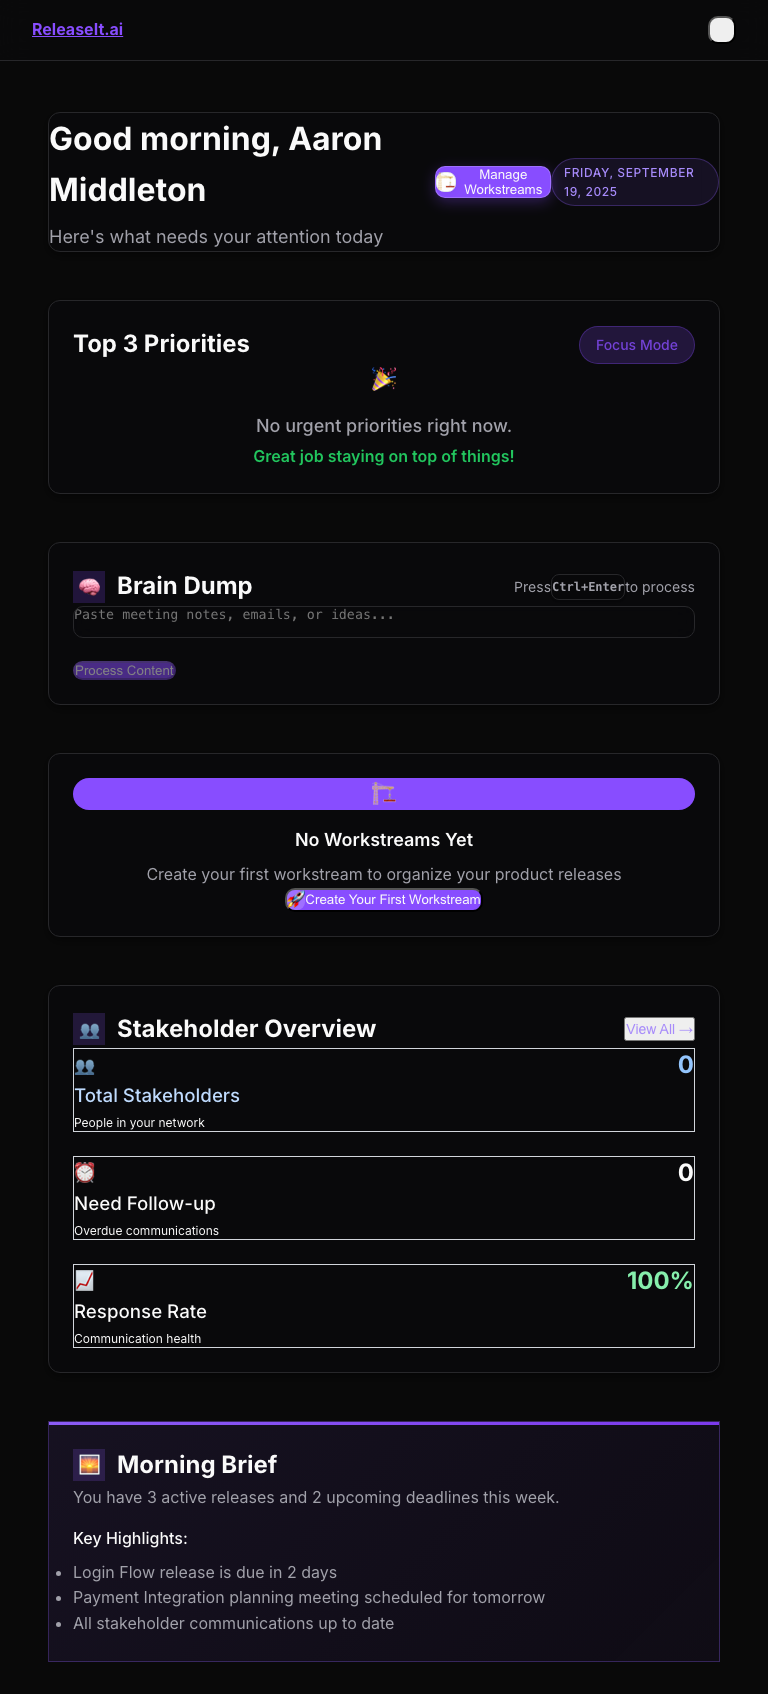 ReleaseIt.ai
Good morning, Aaron
Middleton
Here's what needs your attention today
Manage
Workstreams
FRIDAY, SEPTEMBER
19, 2025
Top 3 Priorities
Focus Mode
No urgent priorities right now.
Great job staying on top of things!
Brain Dump
Press Ctrl+Enter to process
Paste meeting notes, emails, or ideas...
Process Content
No Workstreams Yet
Create your first workstream to organize your product releases
Create Your First Workstream
Stakeholder Overview
View All →
0
Total Stakeholders
People in your network
0
Need Follow-up
Overdue communications
100%
Response Rate
Communication health
Morning Brief
You have 3 active releases and 2 upcoming deadlines this week.
Key Highlights:
• Login Flow release is due in 2 days
• Payment Integration planning meeting scheduled for tomorrow
• All stakeholder communications up to date